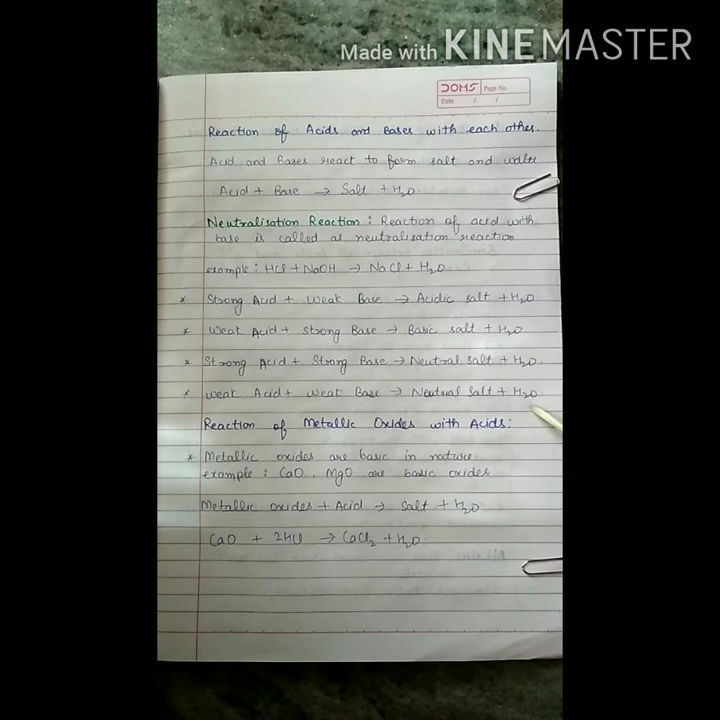 Made with KINEMASTER
DOMS Page No.
Date / /
Reaction of Acids and Bases with each other.
Acid and Bases react to form salt and water
Acid + Base → Salt + H₂O.
Neutralisation Reaction : Reaction of acid with
base is called as neutralisation reaction
example : HCl + NaOH → NaCl + H₂O
* Strong Acid + Weak Base → Acidic salt + H₂O
* Weak Acid + Strong Base → Basic salt + H₂O
* Strong Acid + Strong Base → Neutral salt + H₂O.
* Weak Acid + Weak Base → Neutral Salt + H₂O
Reaction of Metallic Oxides with Acids :
* Metallic oxides are basic in nature.
example : CaO, MgO are basic oxides
Metallic oxides + Acid → Salt + H₂O
CaO + 2HCl → CaCl₂ + H₂O.